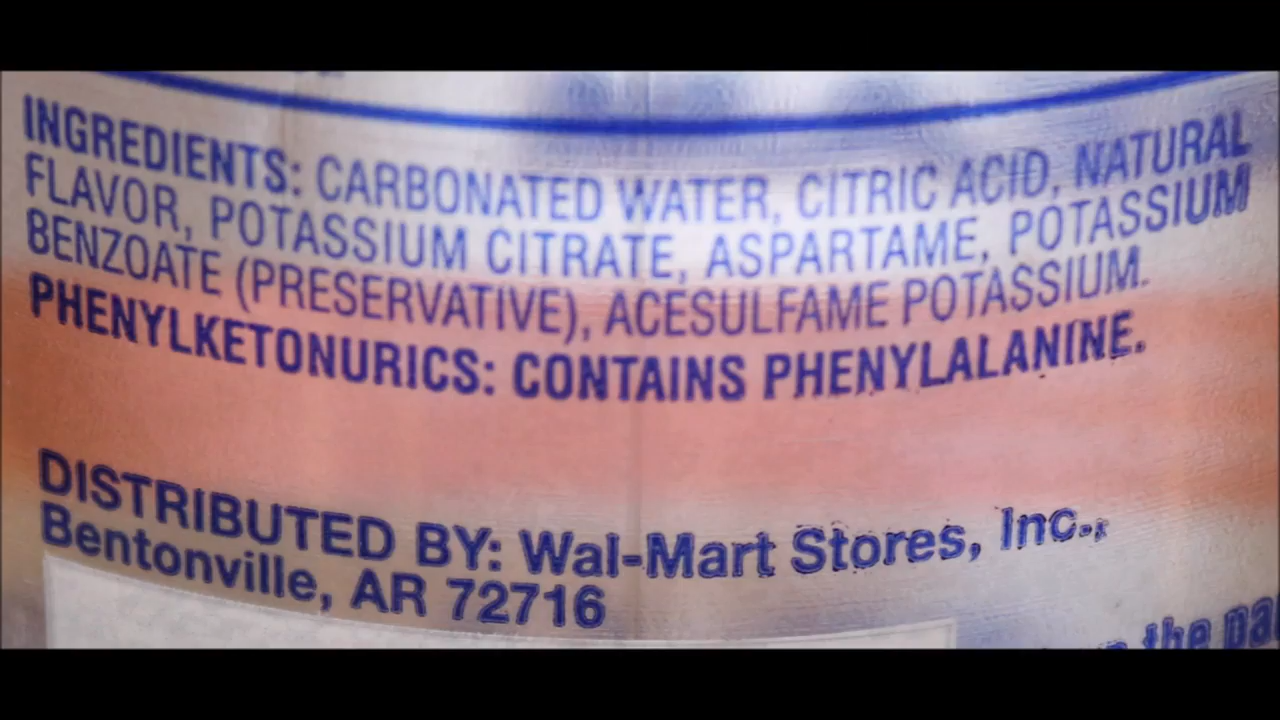 INGREDIENTS: CARBONATED WATER, CITRIC ACID, NATURAL
FLAVOR, POTASSIUM CITRATE, ASPARTAME, POTASSIUM
BENZOATE (PRESERVATIVE), ACESULFAME POTASSIUM.
PHENYLKETONURICS: CONTAINS PHENYLALANINE.
DISTRIBUTED BY: Wal-Mart Stores, Inc.,
Bentonville, AR 72716
the